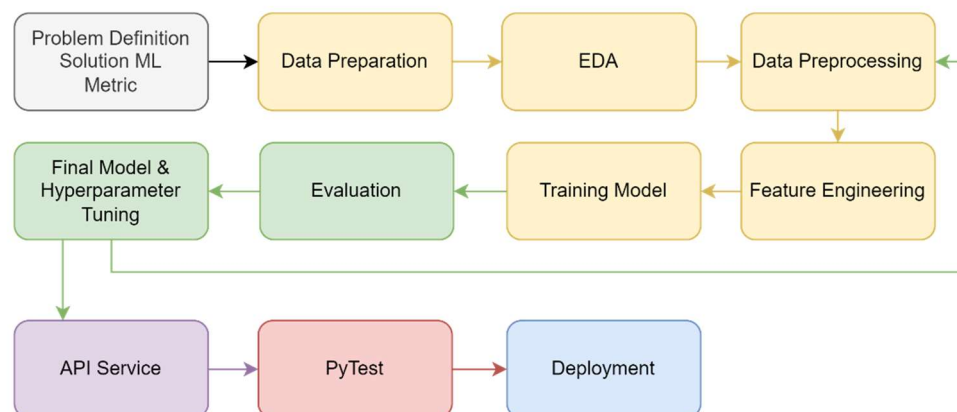 Problem Definition
Solution ML
Metric
Data Preparation
EDA
Data Preprocessing
Final Model &
Hyperparameter
Tuning
Evaluation
Training Model
Feature Engineering
API Service
PyTest
Deployment